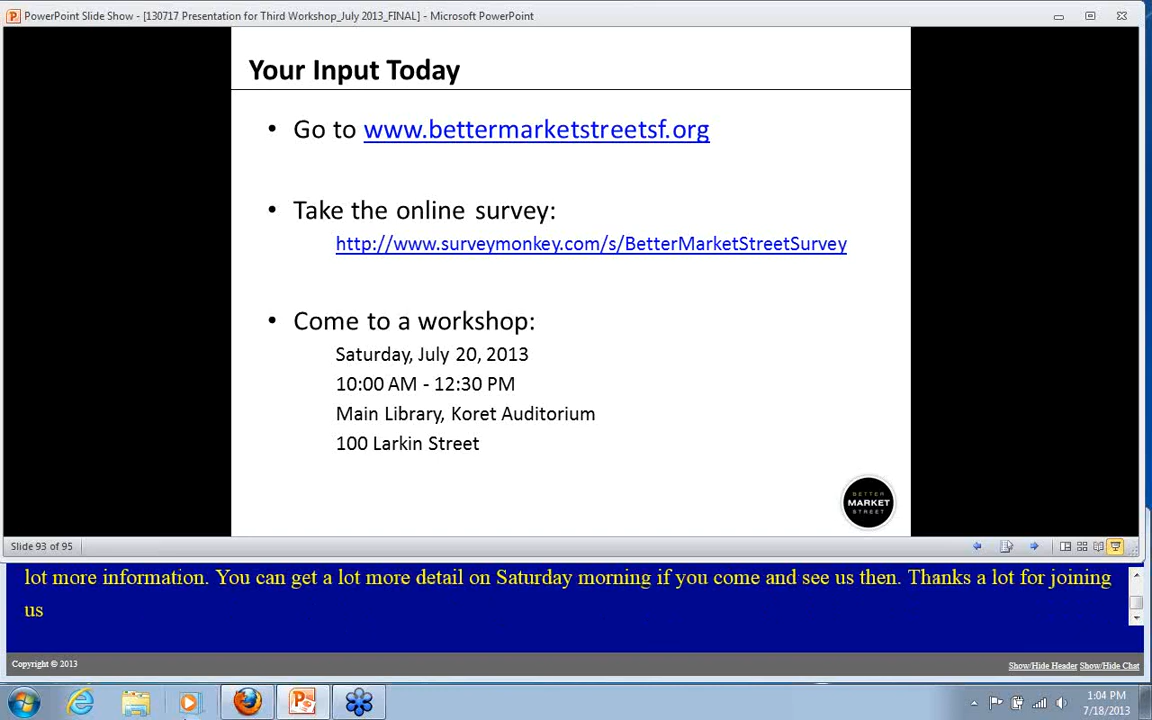 PowerPoint Slide Show - [130717 Presentation for Third Workshop_July 2013_FINAL] - Microsoft PowerPoint
Your Input Today
• Go to www.bettermarketstreetsf.org
• Take the online survey:
http://www.surveymonkey.com/s/BetterMarketStreetSurvey
• Come to a workshop:
Saturday, July 20, 2013
10:00 AM - 12:30 PM
Main Library, Koret Auditorium
100 Larkin Street
BETTER
MARKET
STREET
Slide 93 of 95
lot more information. You can get a lot more detail on Saturday morning if you come and see us then. Thanks a lot for joining
us
Copyright © 2013
Show/Hide Header Show/Hide Chat
1:04 PM
7/18/2013